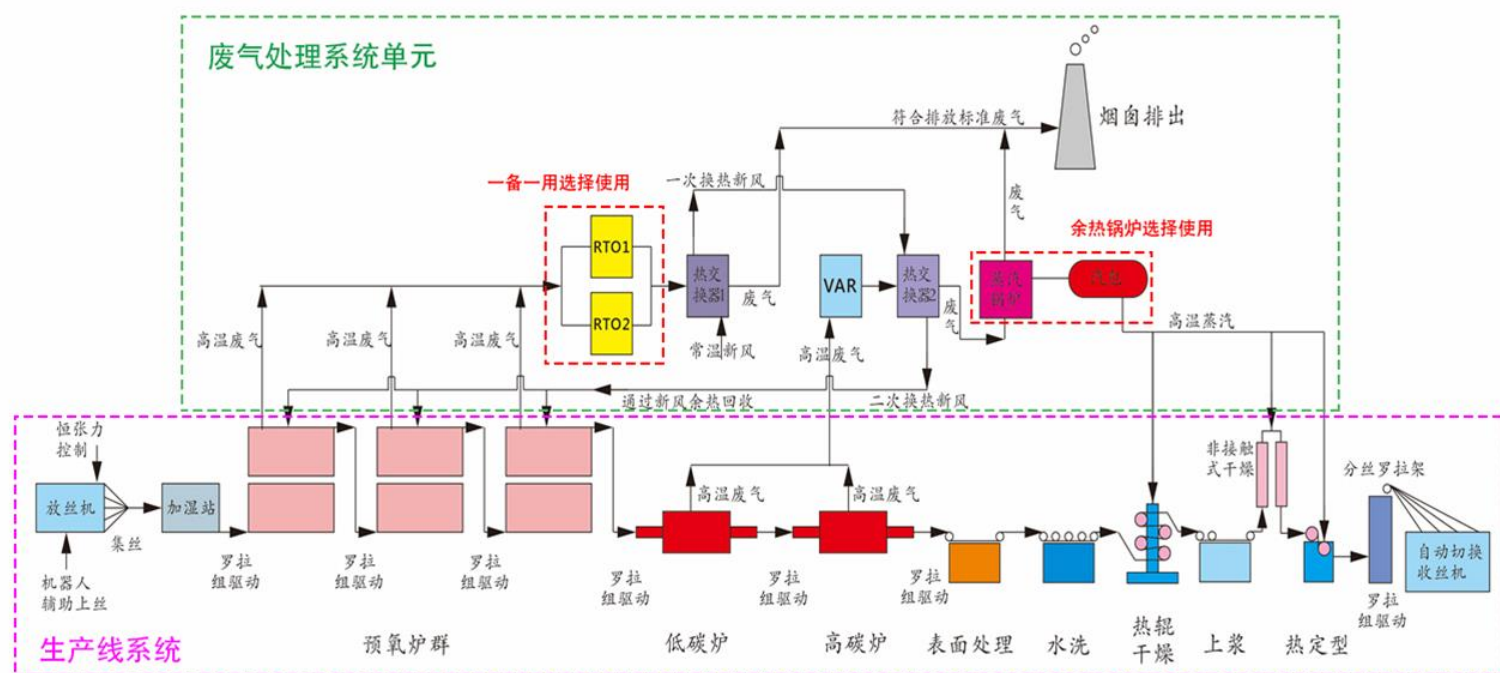 废气处理系统单元
符合排放标准废气
烟囱排出
一备一用选择使用
一次换热新风
废
气
余热锅炉选择使用
RTO1
RTO2
热交
换器1
废气
常温新风
VAR
热交
换器2
废
气
蒸汽
锅炉
汽包
高温蒸汽
高温废气
高温废气
高温废气
高温废气
通过新风余热回收
二次换热新风
恒张力
控制
放丝机
集丝
加湿站
机器人
辅助上丝
罗拉
组驱动
罗拉
组驱动
罗拉
组驱动
高温废气
高温废气
罗拉
组驱动
罗拉
组驱动
罗拉
组驱动
非接触
式干燥
分丝罗拉架
自动切换
收丝机
罗拉
组驱动
生产线系统
预氧炉群
低碳炉
高碳炉
表面处理
水洗
热辊
干燥
上浆
热定型